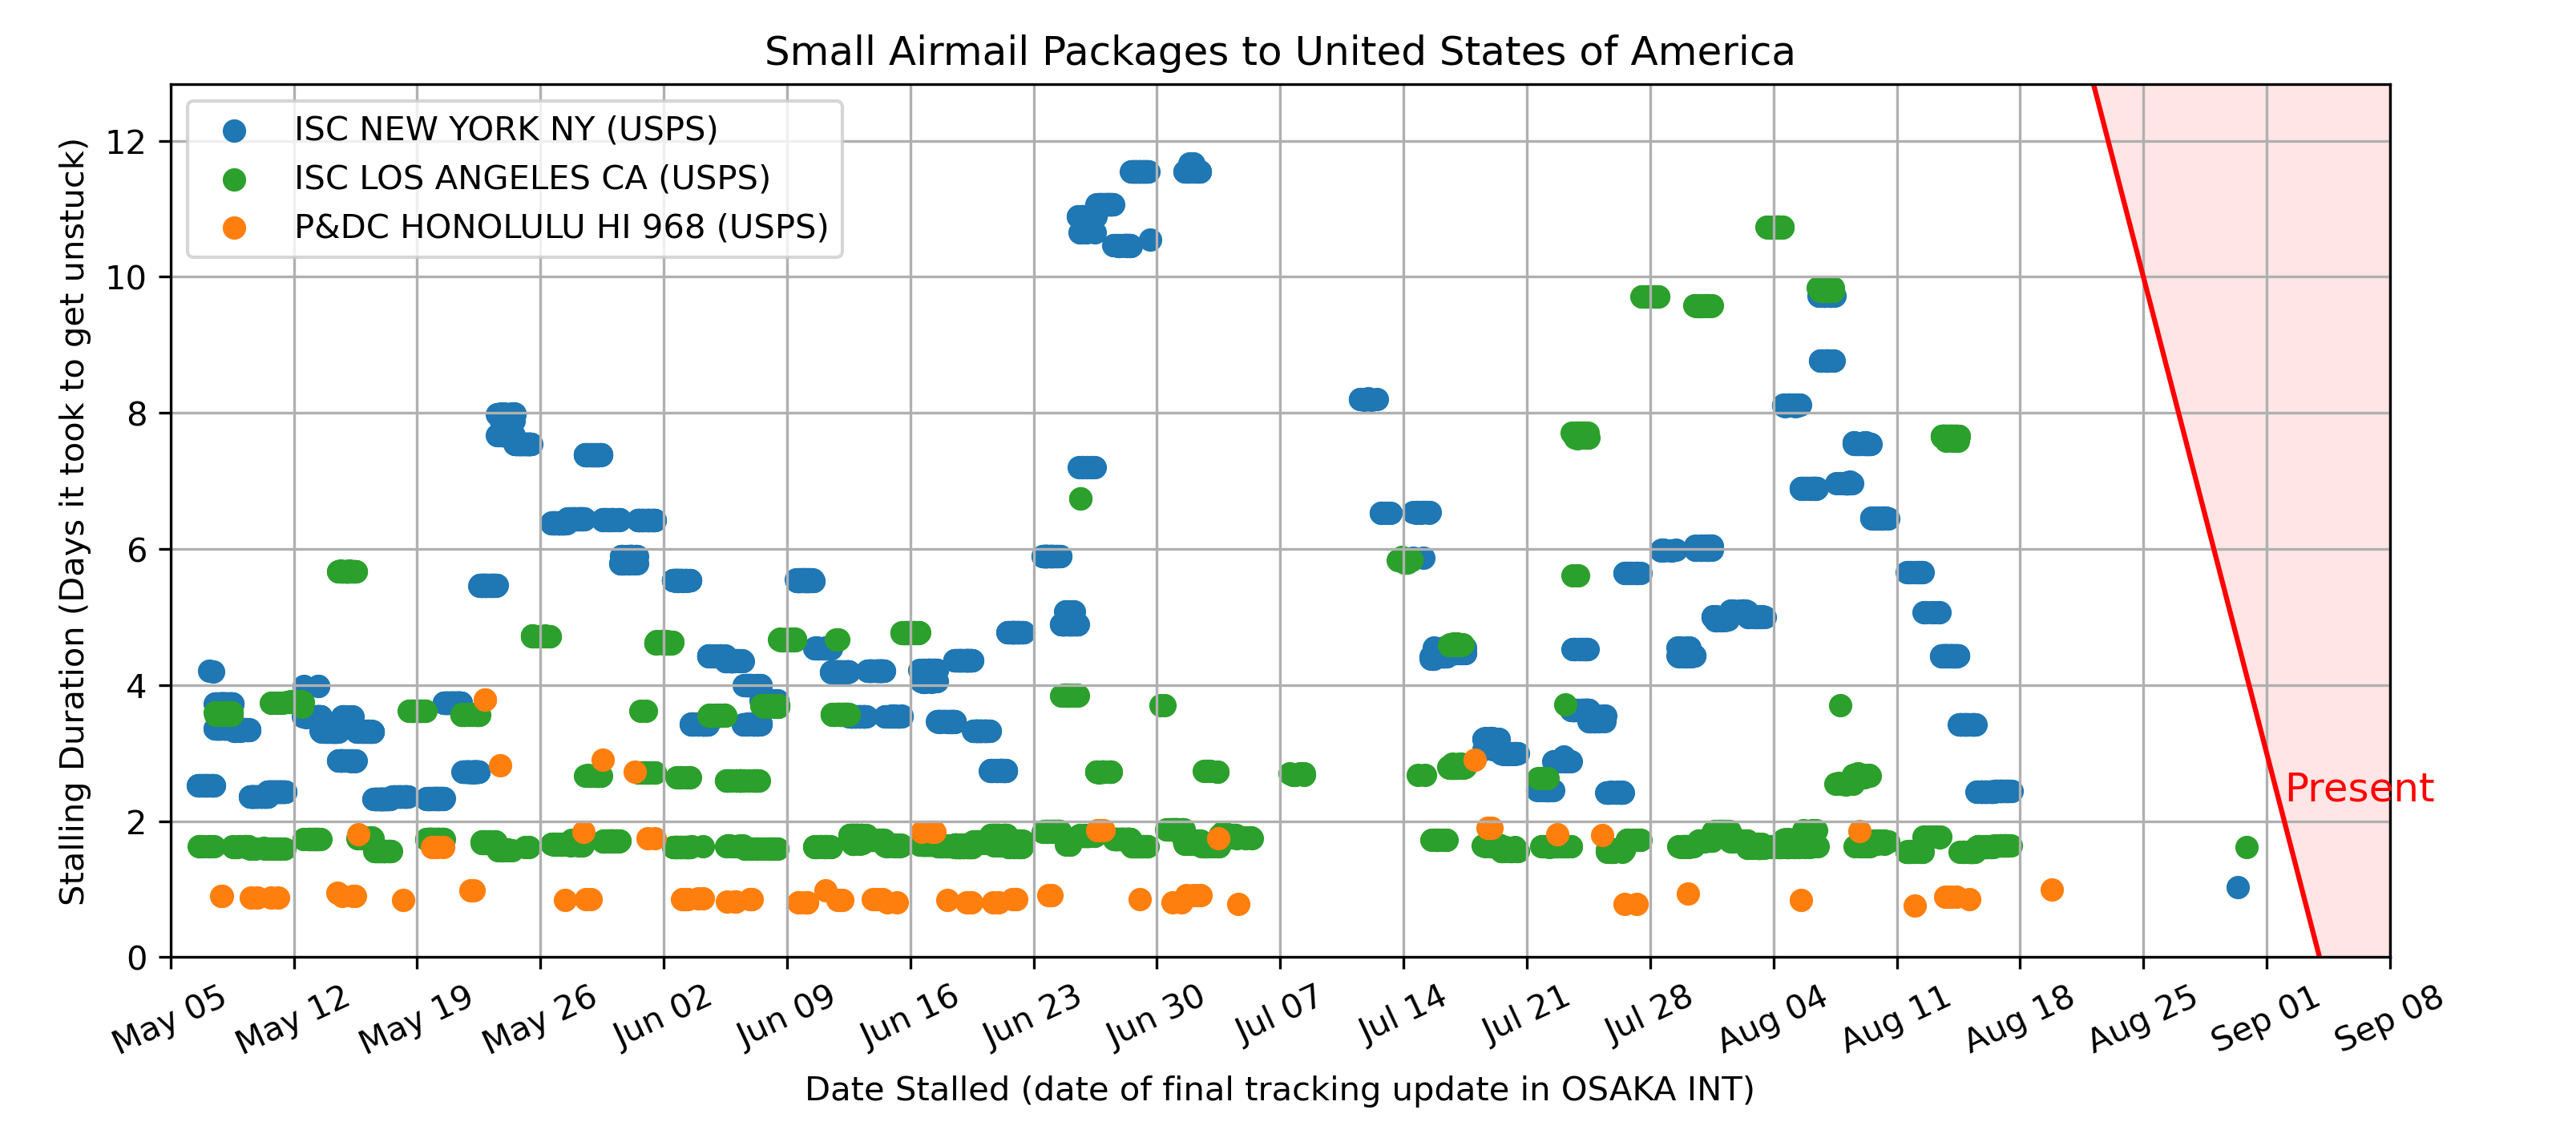 Small Airmail Packages to United States of America
ISC NEW YORK NY (USPS)
ISC LOS ANGELES CA (USPS)
P&DC HONOLULU HI 968 (USPS)
Stalling Duration (Days it took to get unstuck)
12
10
8
6
4
2
0
Present
May 05
May 12
May 19
May 26
Jun 02
Jun 09
Jun 16
Jun 23
Jun 30
Jul 07
Jul 14
Jul 21
Jul 28
Aug 04
Aug 11
Aug 18
Aug 25
Sep 01
Sep 08
Date Stalled (date of final tracking update in OSAKA INT)